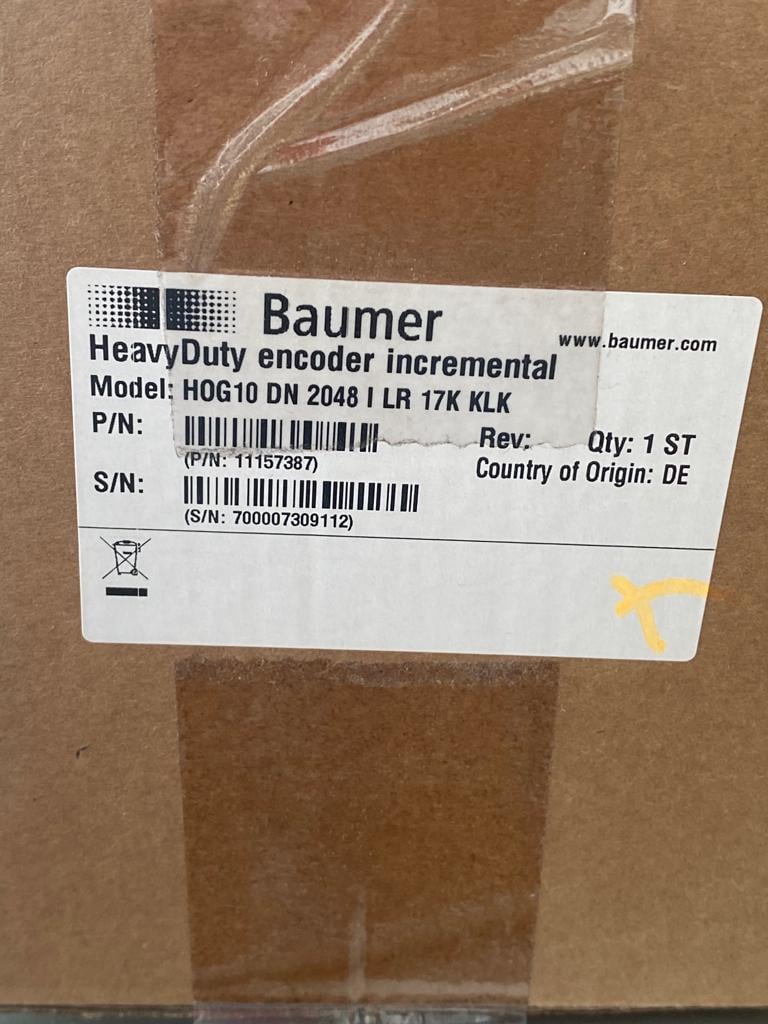 Baumer
www.baumer.com
HeavyDuty encoder incremental
Model: HOG10 DN 2048 I LR 17K KLK
P/N:
Rev: Qty: 1 ST
(P/N: 11157387)
Country of Origin: DE
S/N:
(S/N: 700007309112)